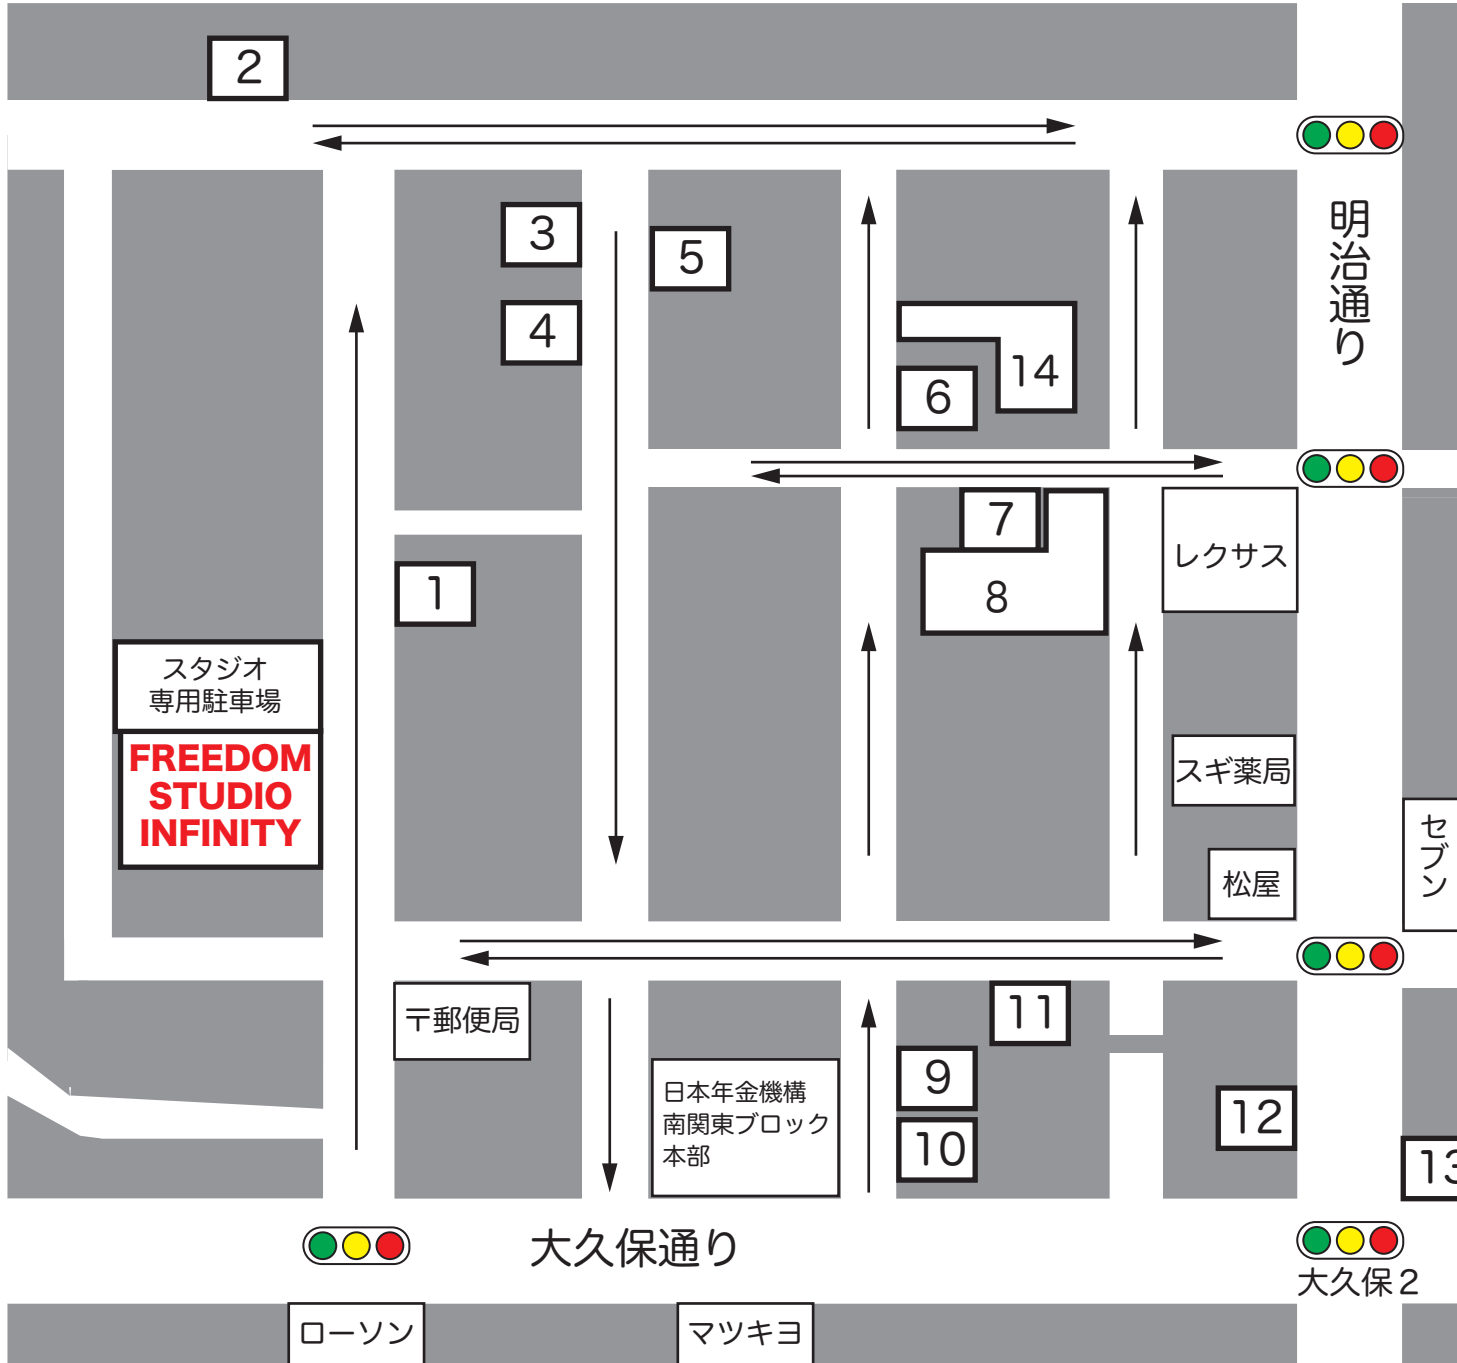 2
3
5
4
14
6
明治通り
7
8
レクサス
1
スタジオ
専用駐車場
FREEDOM
STUDIO
INFINITY
スギ薬局
松屋
セブン
〒郵便局
11
9
10
日本年金機構
南関東ブロック
本部
12
13
大久保通り
大久保2
ローソン
マツキヨ